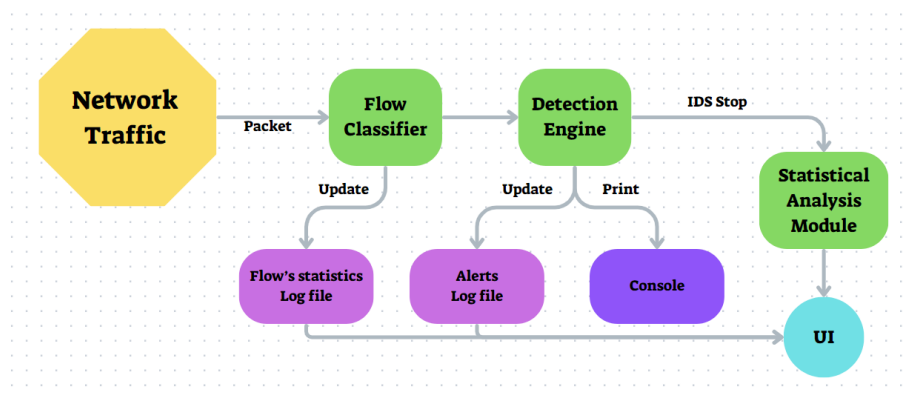 Network
Traffic
Packet
Flow
Classifier
Detection
Engine
IDS Stop
Update
Update
Print
Statistical
Analysis
Module
Flow's statistics
Log file
Alerts
Log file
Console
UI